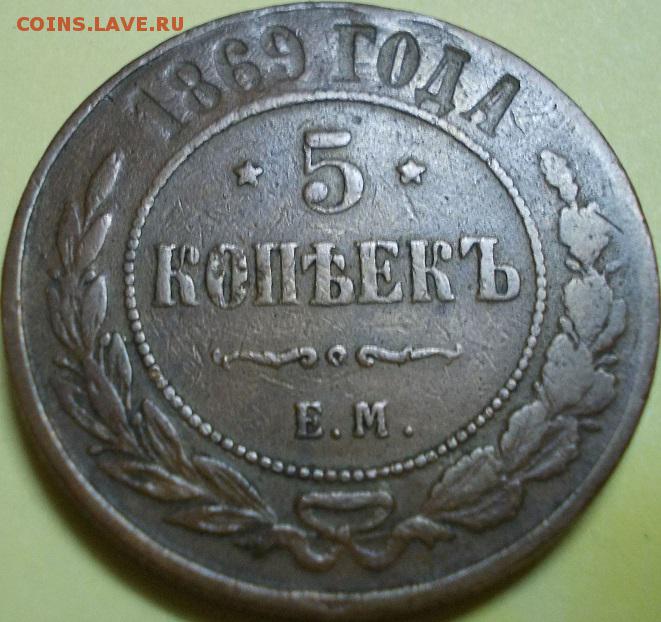 COINS.LAVE.RU
1869 ГОДА
5
КОПѢЕКЪ
Е.М.